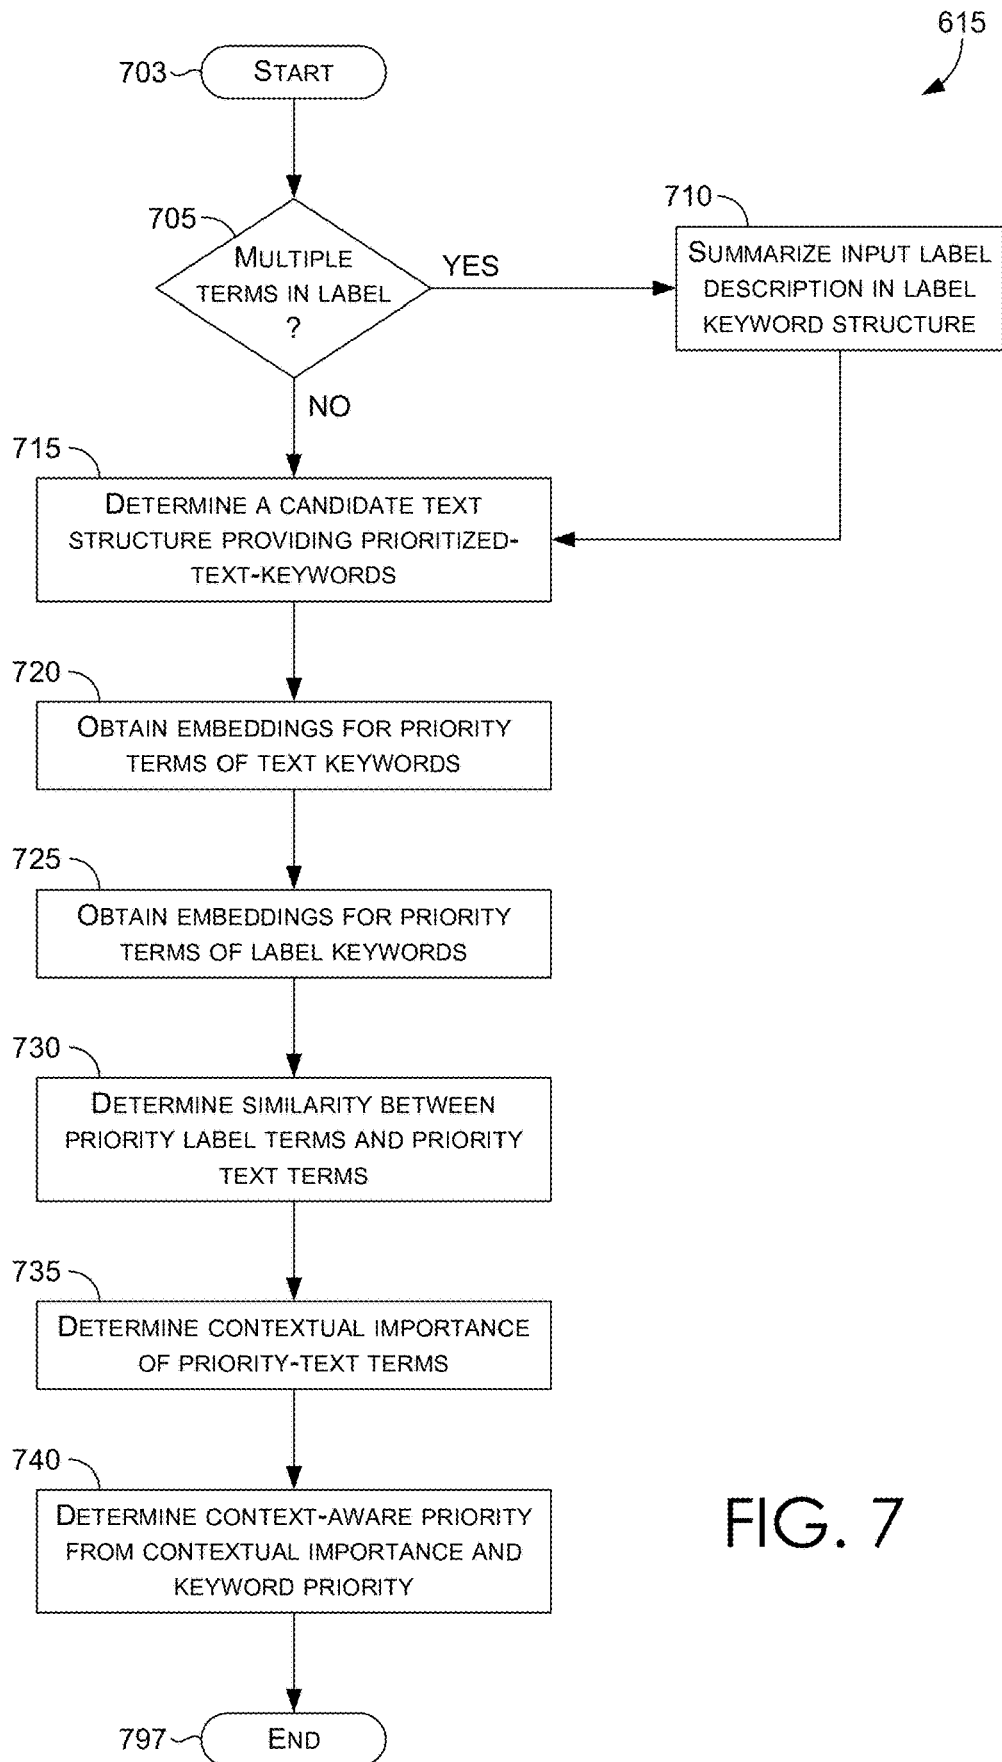 615
703
START
705
MULTIPLE
TERMS IN LABEL
?
YES
710
SUMMARIZE INPUT LABEL
DESCRIPTION IN LABEL
KEYWORD STRUCTURE
NO
715
DETERMINE A CANDIDATE TEXT
STRUCTURE PROVIDING PRIORITIZED-
TEXT-KEYWORDS
720
OBTAIN EMBEDDINGS FOR PRIORITY
TERMS OF TEXT KEYWORDS
725
OBTAIN EMBEDDINGS FOR PRIORITY
TERMS OF LABEL KEYWORDS
730
DETERMINE SIMILARITY BETWEEN
PRIORITY LABEL TERMS AND PRIORITY
TEXT TERMS
735
DETERMINE CONTEXTUAL IMPORTANCE
OF PRIORITY-TEXT TERMS
740
DETERMINE CONTEXT-AWARE PRIORITY
FROM CONTEXTUAL IMPORTANCE AND
KEYWORD PRIORITY
FIG. 7
797
END